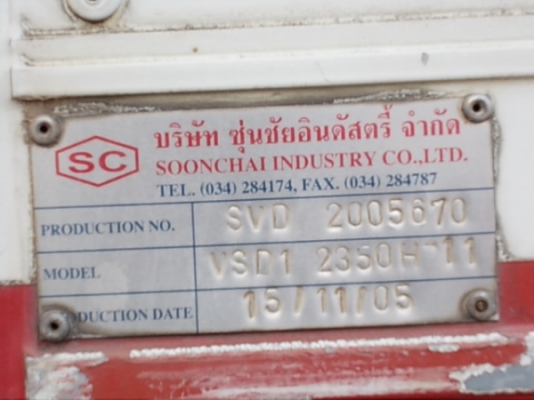 SC
บริษัท ซุ่นชัยอินดัสตรี้ จำกัด
SOONCHAI INDUSTRY CO.,LTD.
TEL. (034) 284174, FAX. (034) 284787
PRODUCTION NO. SVD 2005670
MODEL VSD1 2350H-11
PRODUCTION DATE 15/11/05